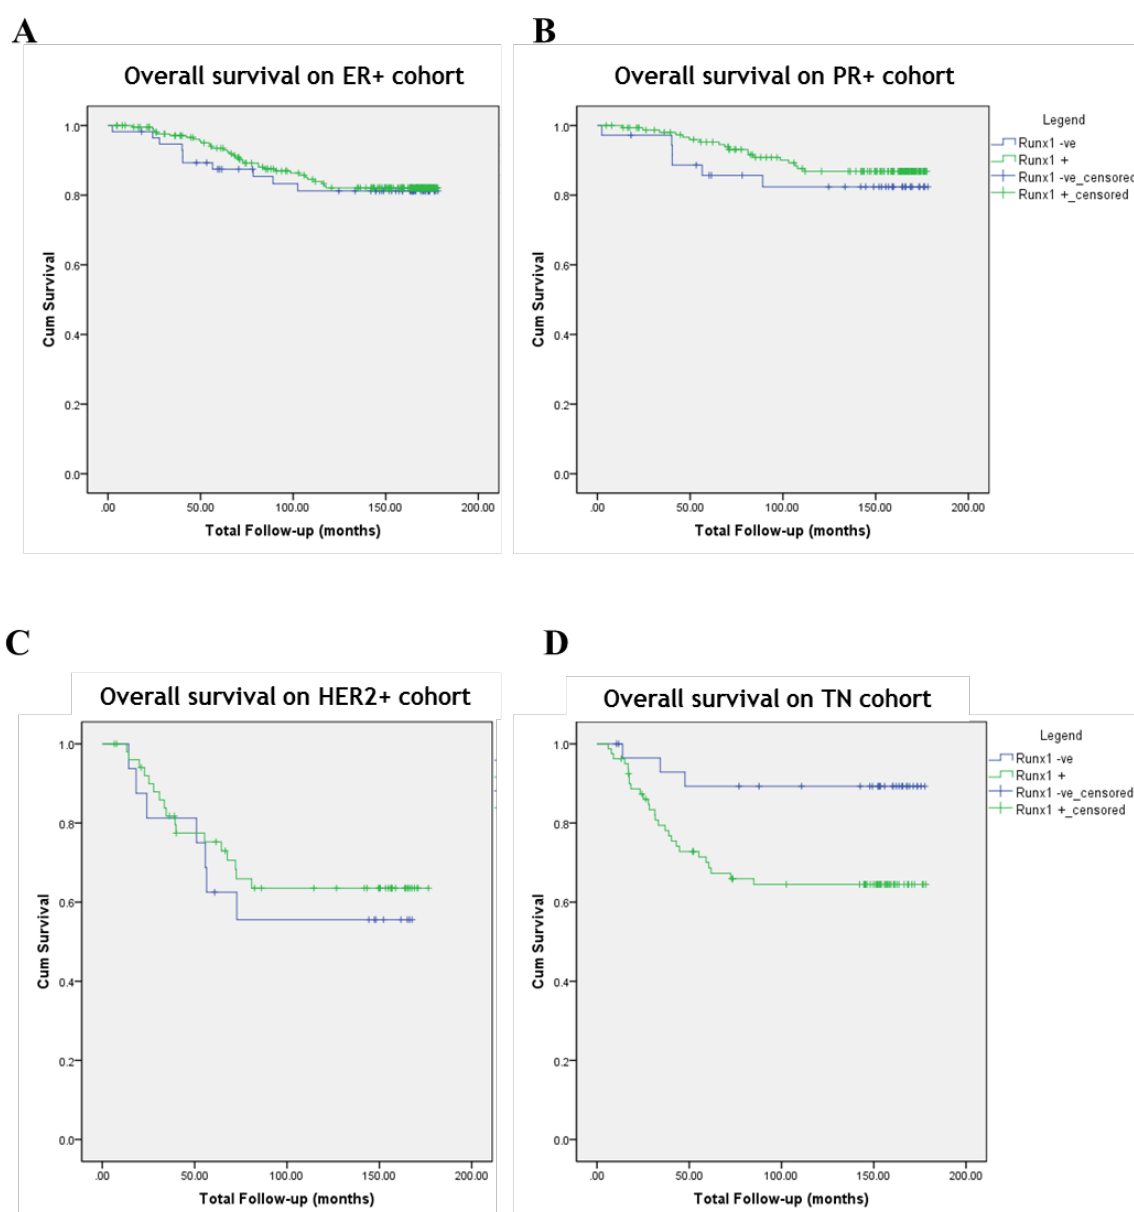 A
B
Overall survival on ER+ cohort
1.0
0.8
0.6
0.4
0.2
0.0
Cum Survival
.00 50.00 100.00 150.00 200.00
Total Follow-up (months)
Overall survival on PR+ cohort
1.0
0.8
0.6
0.4
0.2
0.0
Cum Survival
.00 50.00 100.00 150.00 200.00
Total Follow-up (months)
Legend
Runx1 -ve
Runx1 +
Runx1 -ve_censored
Runx1 +_censored
C
D
Overall survival on HER2+ cohort
1.0
0.8
0.6
0.4
0.2
0.0
Cum Survival
.00 50.00 100.00 150.00 200.00
Total Follow-up (months)
Overall survival on TN cohort
1.0
0.8
0.6
0.4
0.2
0.0
Cum Survival
.00 50.00 100.00 150.00 200.00
Total Follow-up (months)
Legend
Runx1 -ve
Runx1 +
Runx1 -ve_censored
Runx1 +_censored